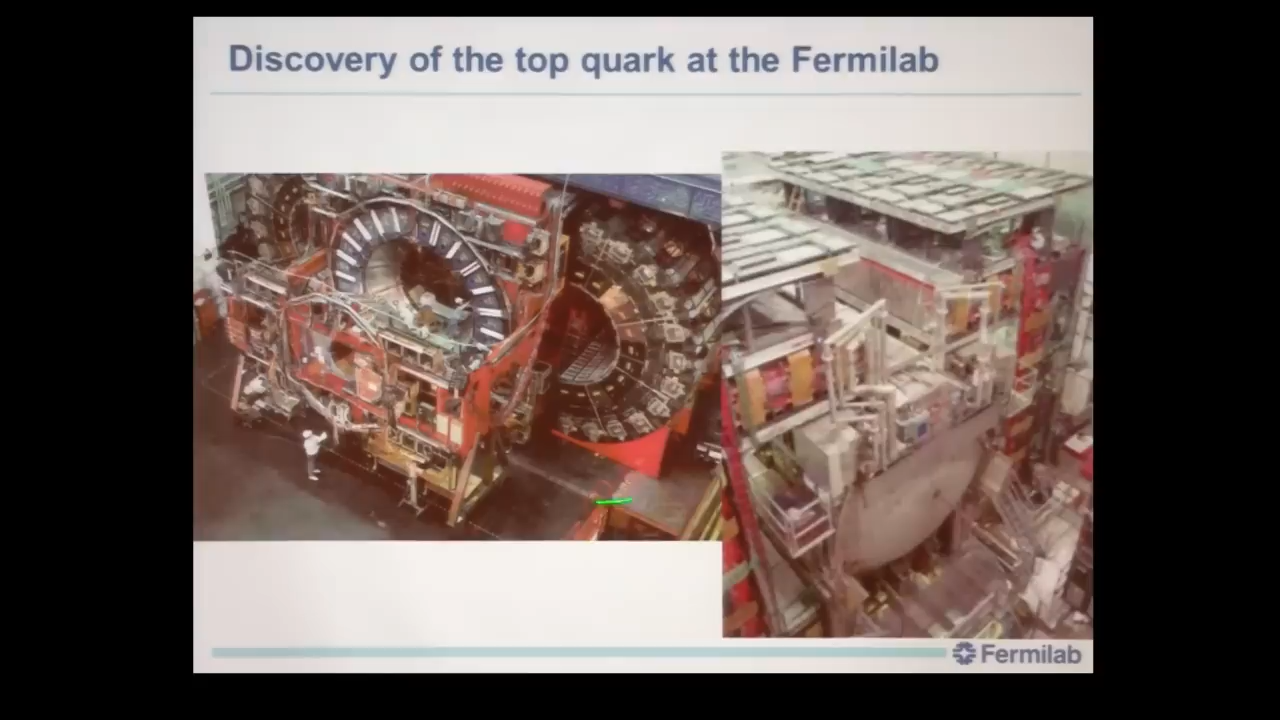 Discovery of the top quark at the Fermilab
Fermilab